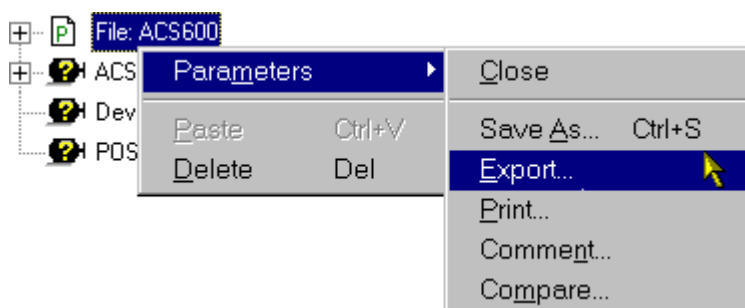 P File: ACS600
ACS
Dev
POS
Parameters
Paste Ctrl+V
Delete Del
Close
Save As... Ctrl+S
Export...
Print...
Comment...
Compare...